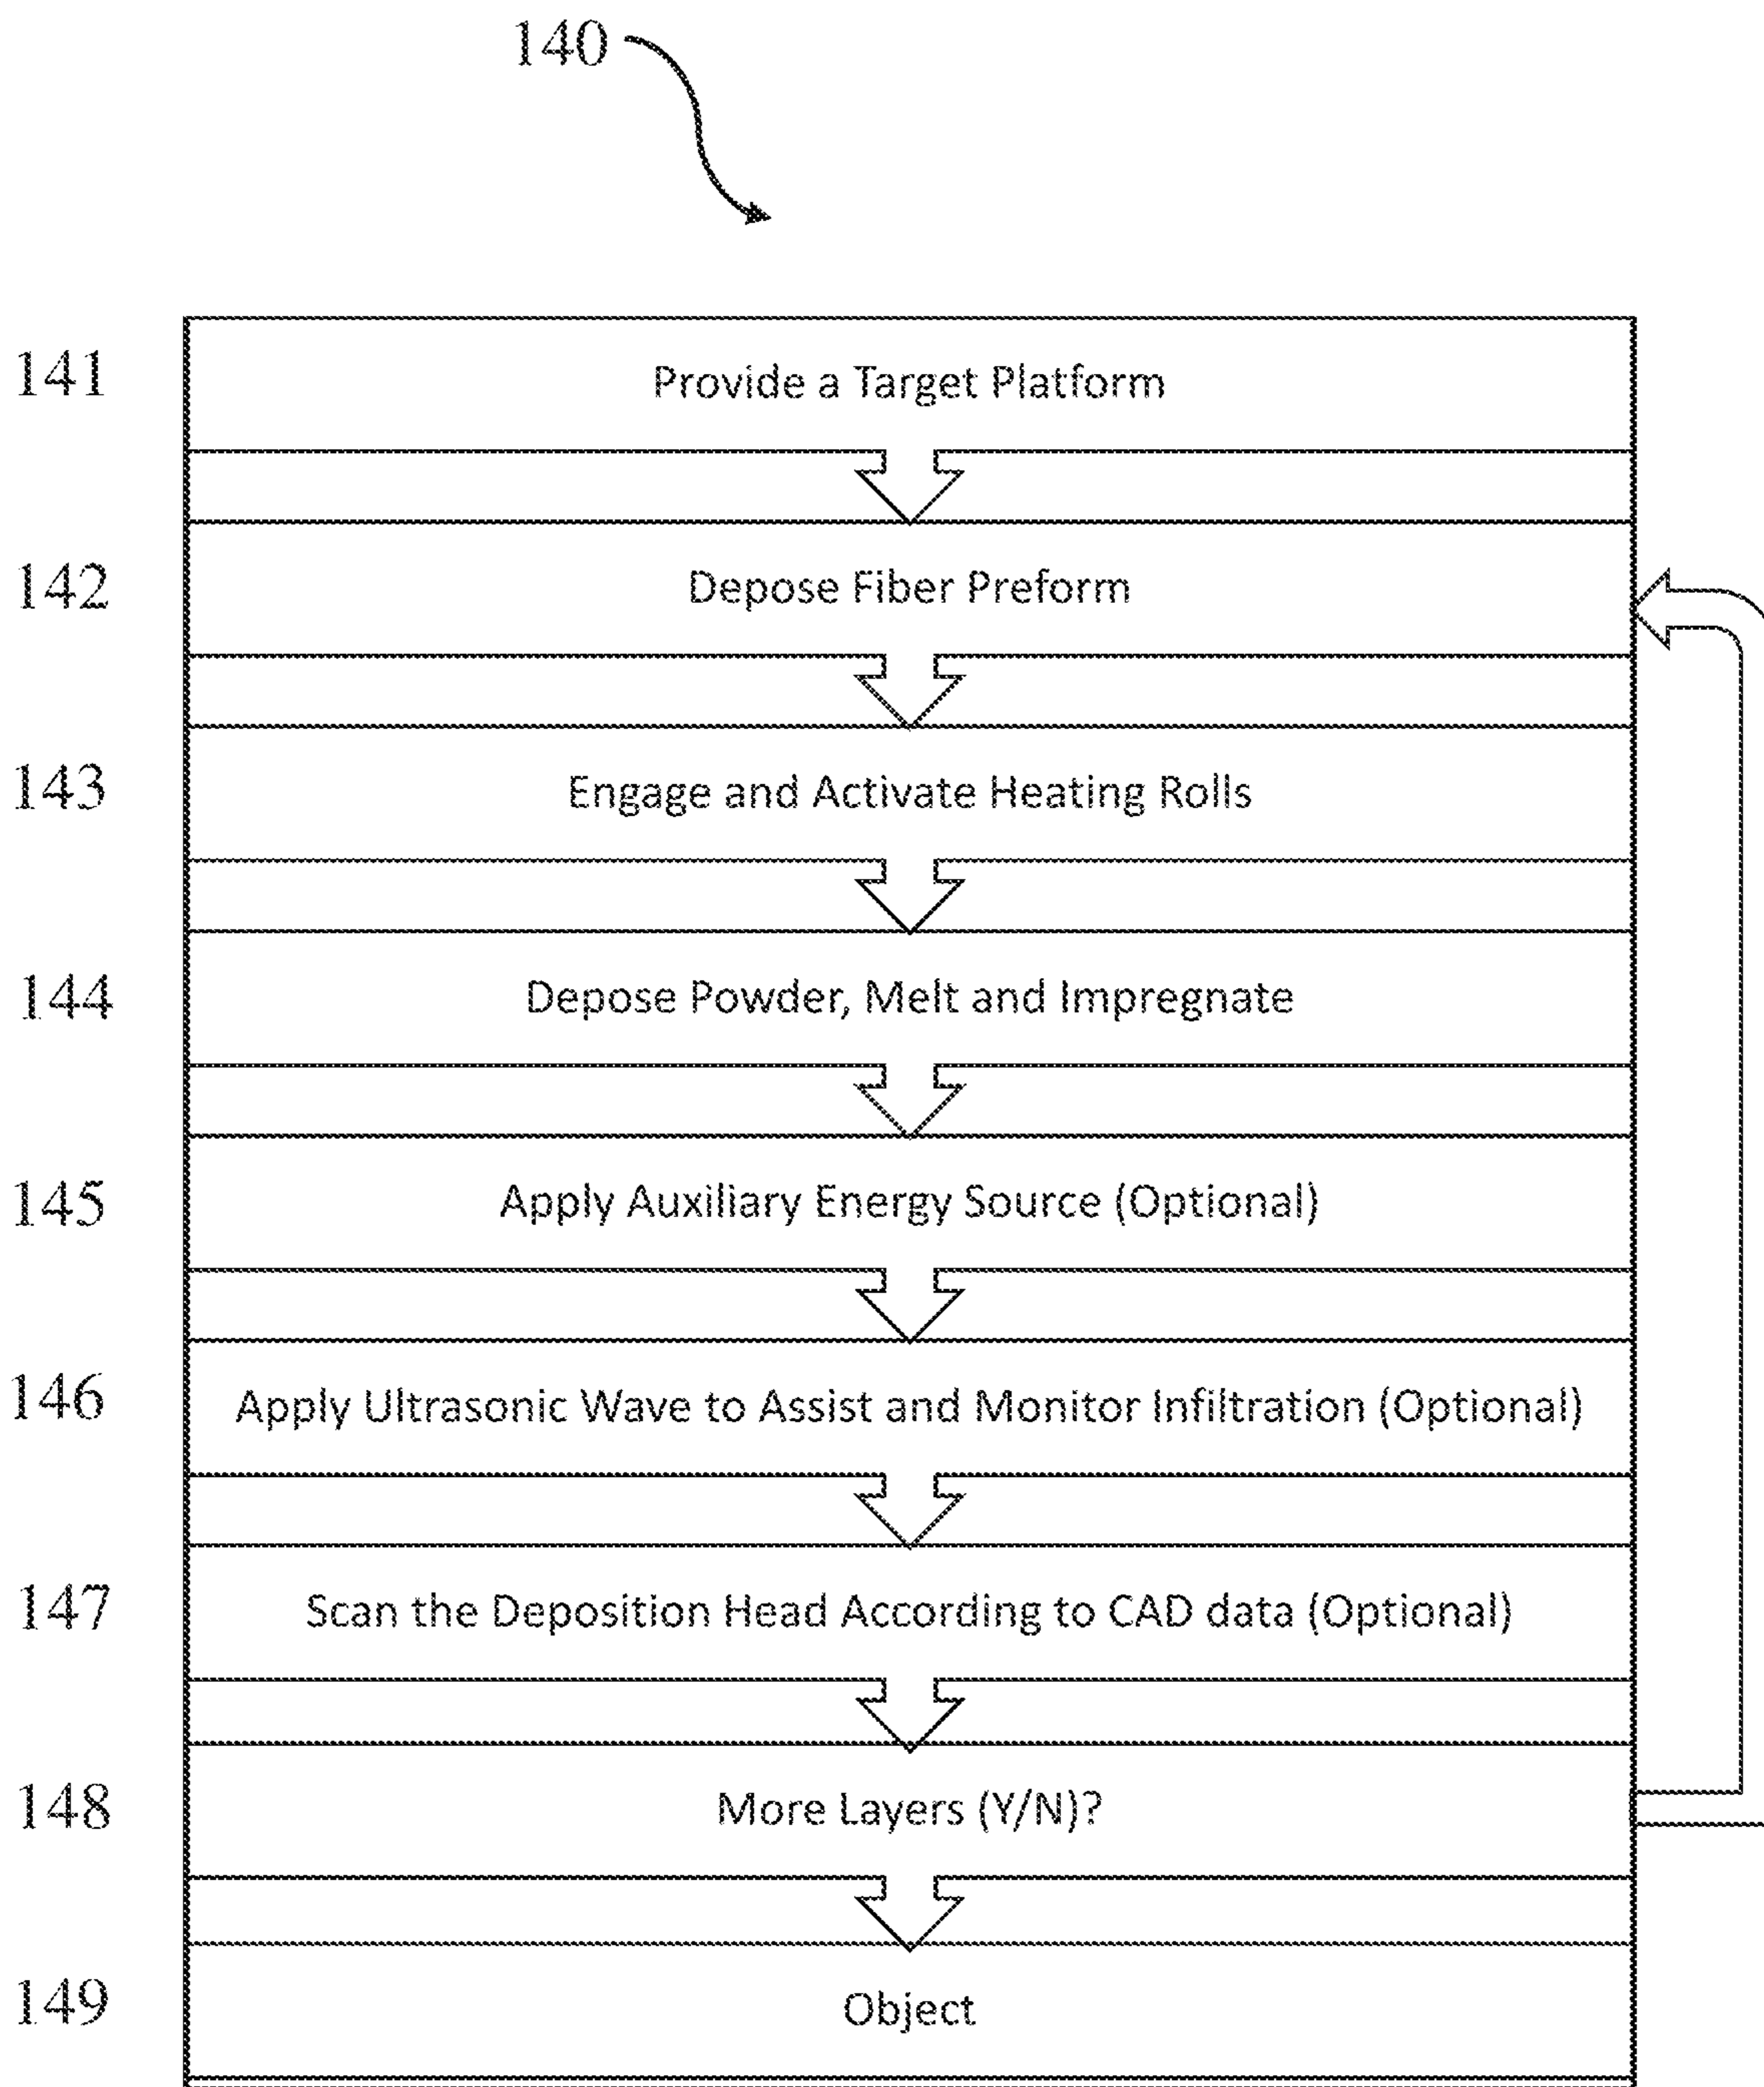 140
141 Provide a Target Platform
142 Depose Fiber Preform
143 Engage and Activate Heating Rolls
144 Depose Powder, Melt and Impregnate
145 Apply Auxiliary Energy Source (Optional)
146 Apply Ultrasonic Wave to Assist and Monitor Infiltration (Optional)
147 Scan the Deposition Head According to CAD data (Optional)
148 More Layers (Y/N)?
149 Object